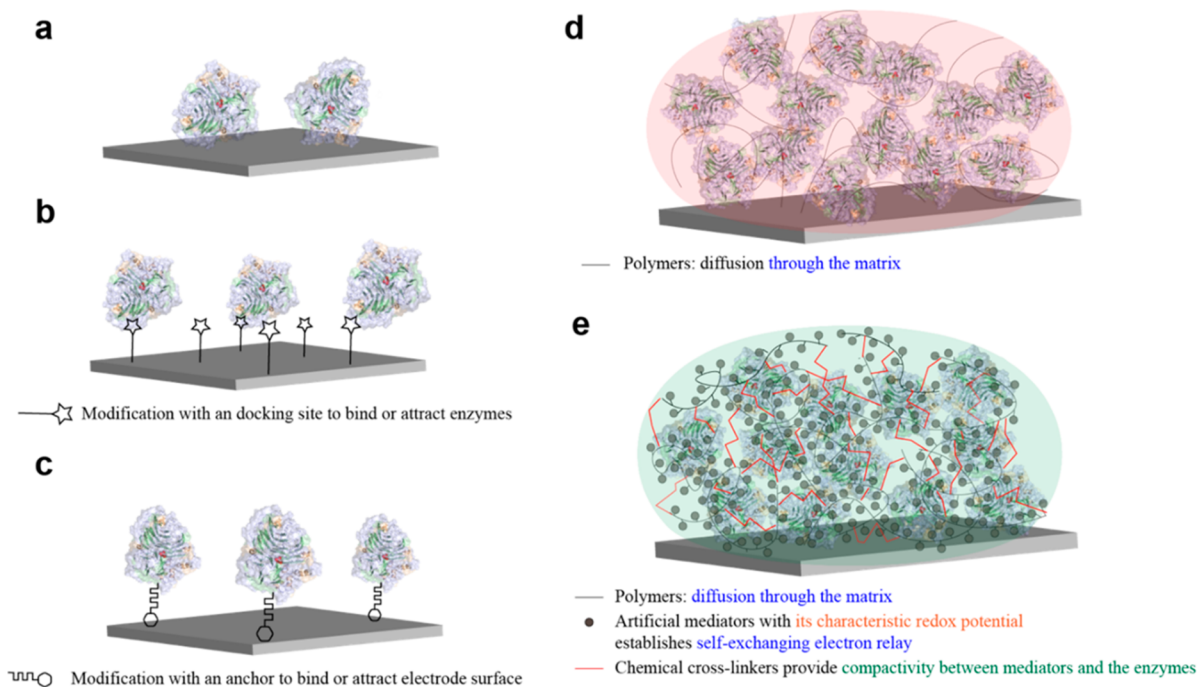 a
b
Modification with an docking site to bind or attract enzymes
c
Modification with an anchor to bind or attract electrode surface
d
Polymers: diffusion through the matrix
e
Polymers: diffusion through the matrix
Artificial mediators with its characteristic redox potential
establishes self-exchanging electron relay
Chemical cross-linkers provide compactivity between mediators and the enzymes